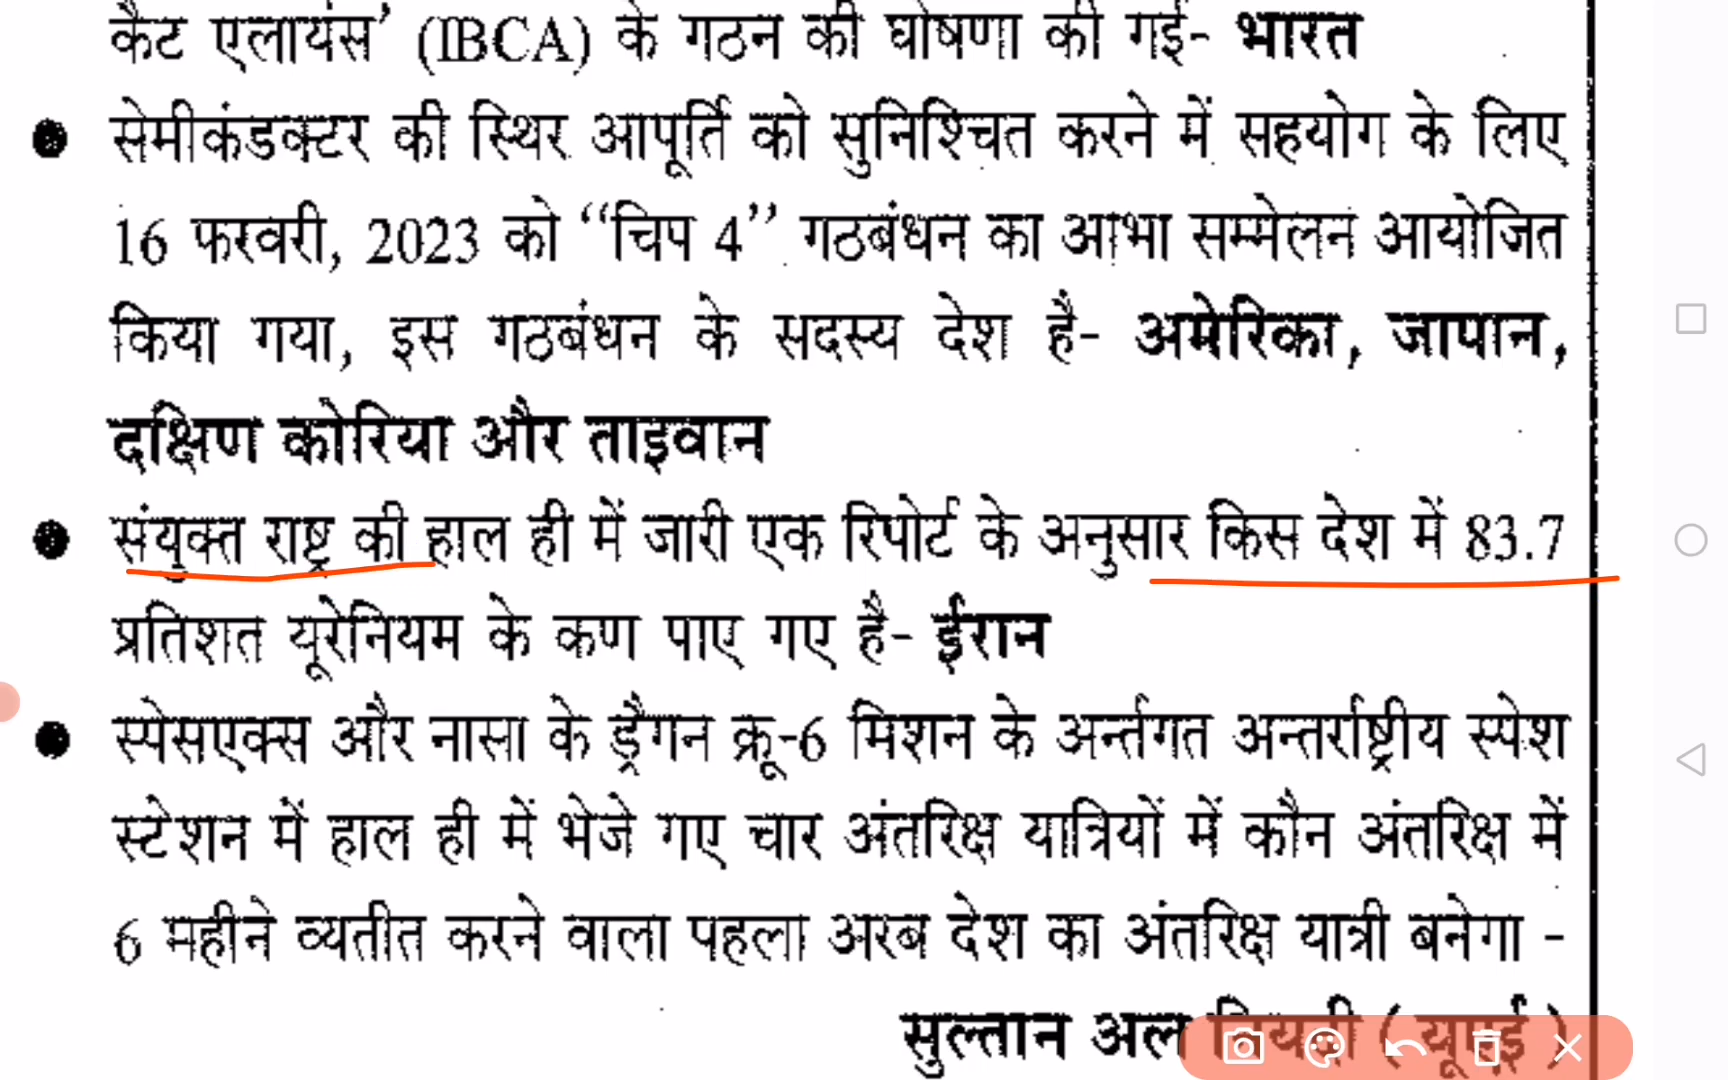 कैट एलायंस’ (IBCA) के गठन की घोषणा की गई- भारत
● सेमीकंडक्टर की स्थिर आपूर्ति को सुनिश्चित करने में सहयोग के लिए
16 फरवरी, 2023 को “चिप 4” गठबंधन का आभा सम्मेलन आयोजित
किया गया, इस गठबंधन के सदस्य देश है- अमेरिका, जापान,
दक्षिण कोरिया और ताइवान
● संयुक्त राष्ट्र की हाल ही में जारी एक रिपोर्ट के अनुसार किस देश में 83.7
प्रतिशत यूरेनियम के कण पाए गए है- ईरान
● स्पेसएक्स और नासा के ड्रैगन क्रू-6 मिशन के अर्न्तगत अन्तर्राष्ट्रीय स्पेश
स्टेशन में हाल ही में भेजे गए चार अंतरिक्ष यात्रियों में कौन अंतरिक्ष में
6 महीने व्यतीत करने वाला पहला अरब देश का अंतरिक्ष यात्री बनेगा -
सुल्तान अल (यूएई)